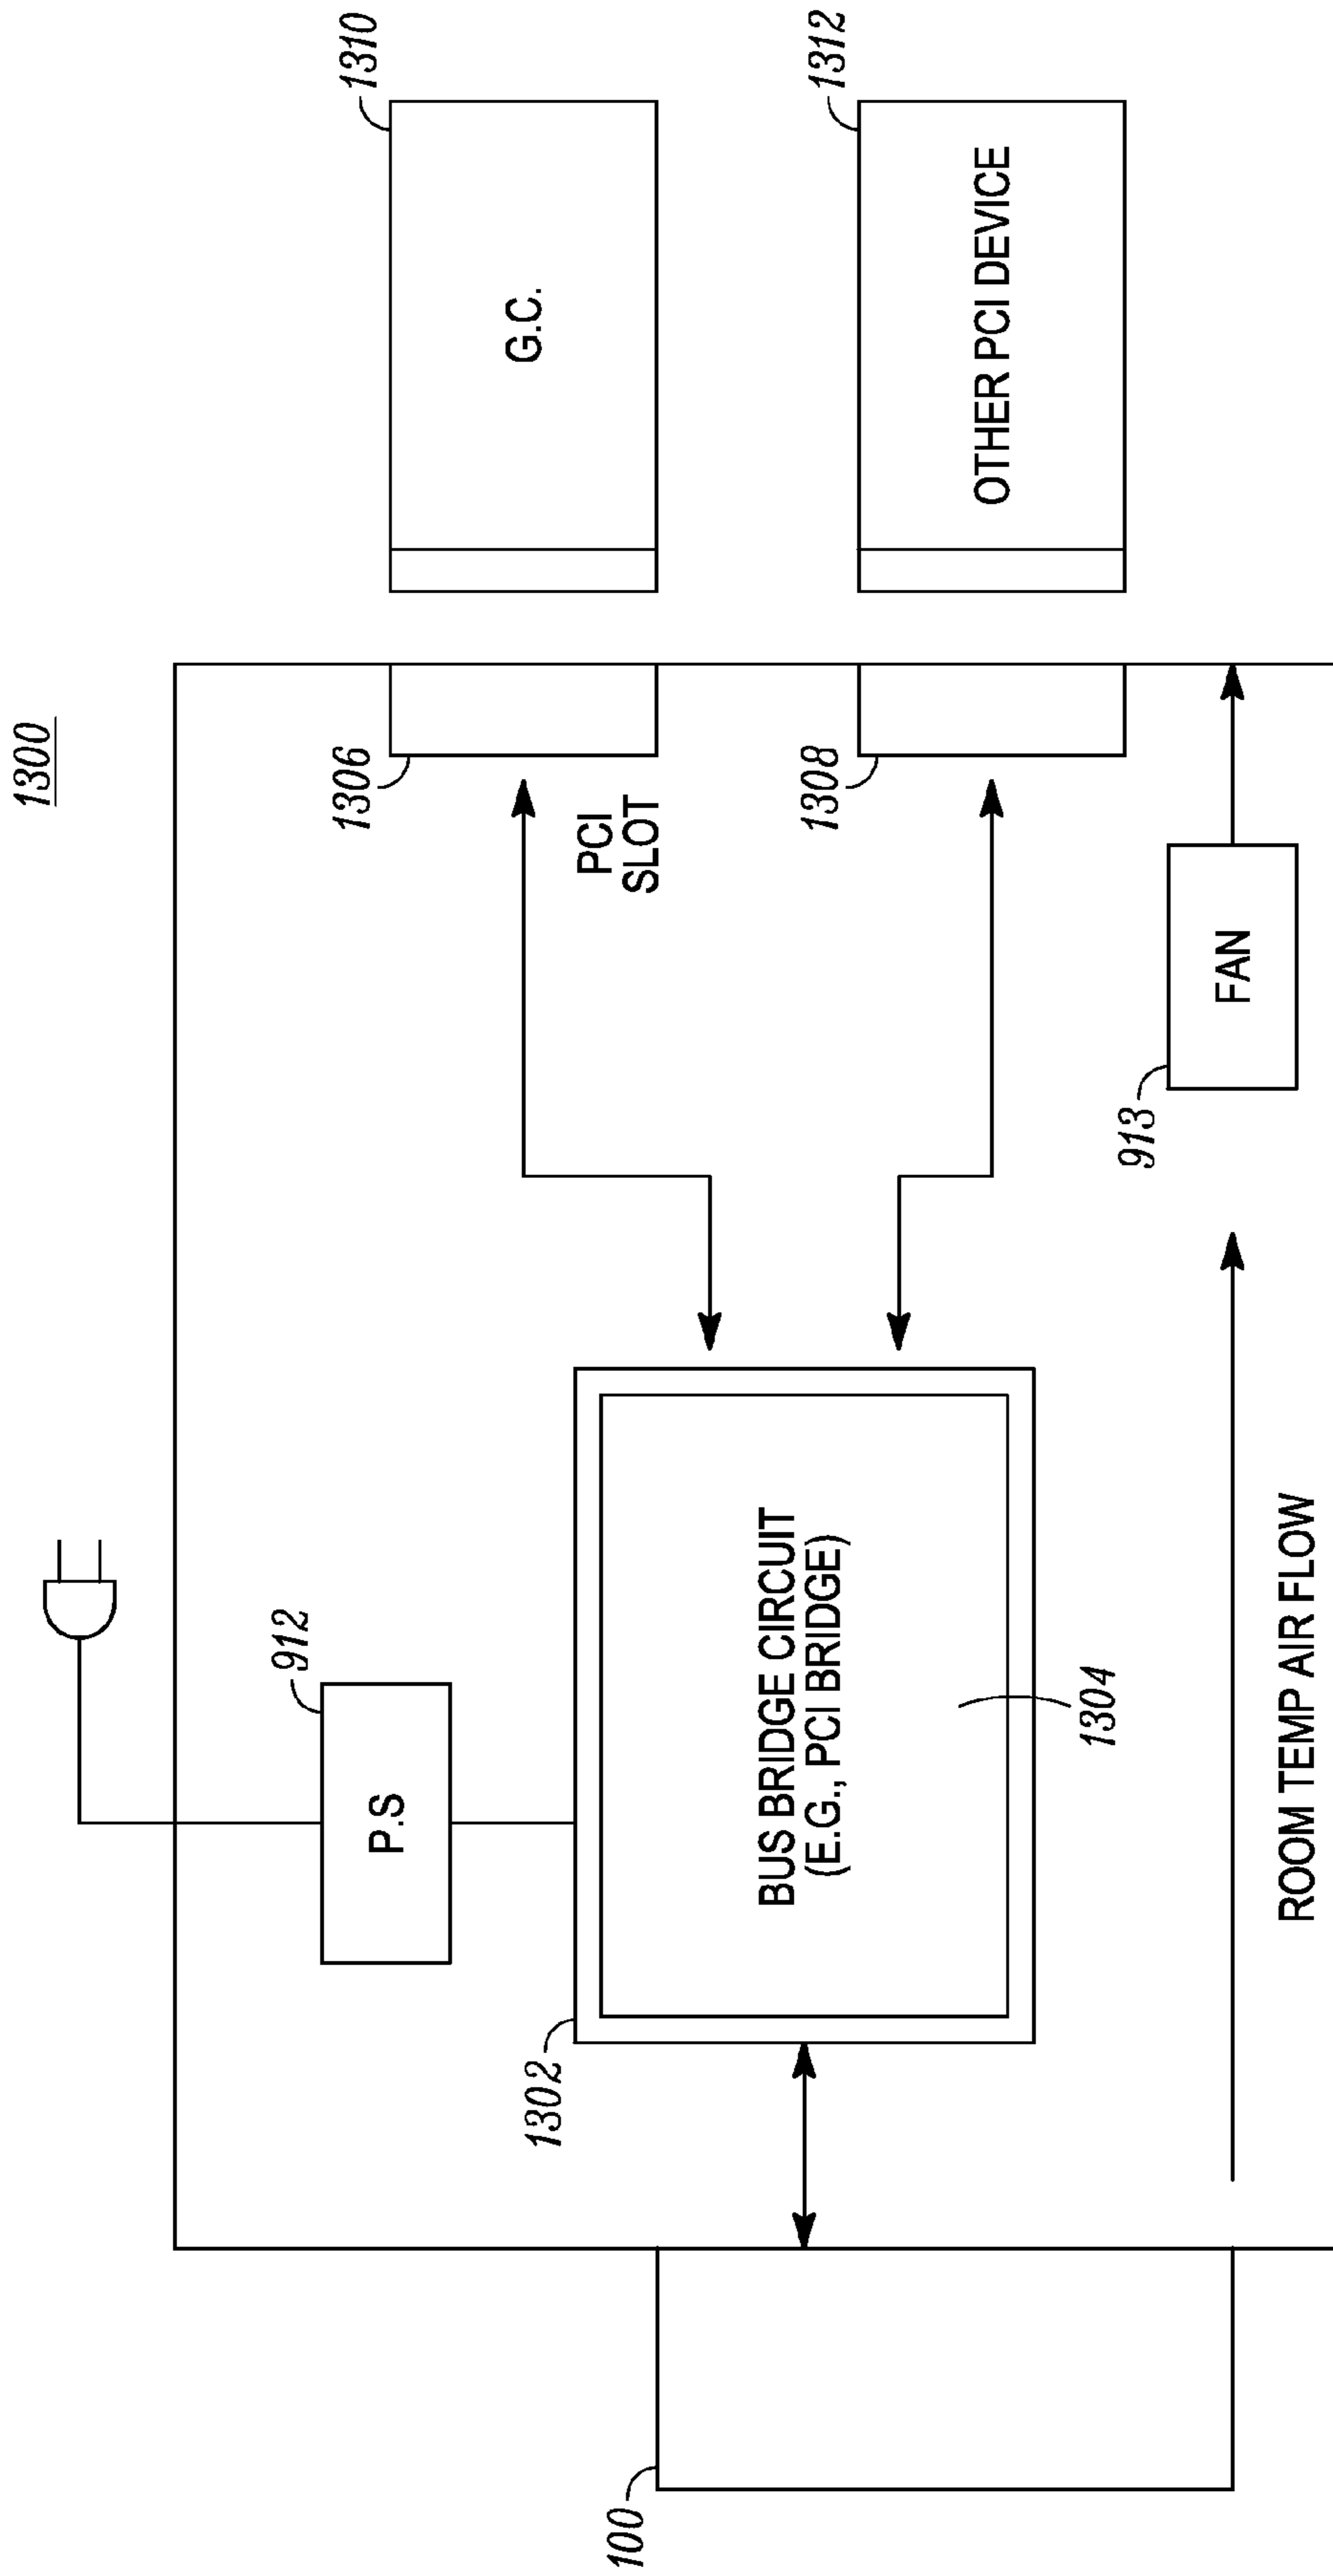 1300
912
P.S
1306
PCI
SLOT
1310
G.C.
1302
BUS BRIDGE CIRCUIT
(E.G., PCI BRIDGE)
1304
1308
1312
OTHER PCI DEVICE
100
913
FAN
ROOM TEMP AIR FLOW